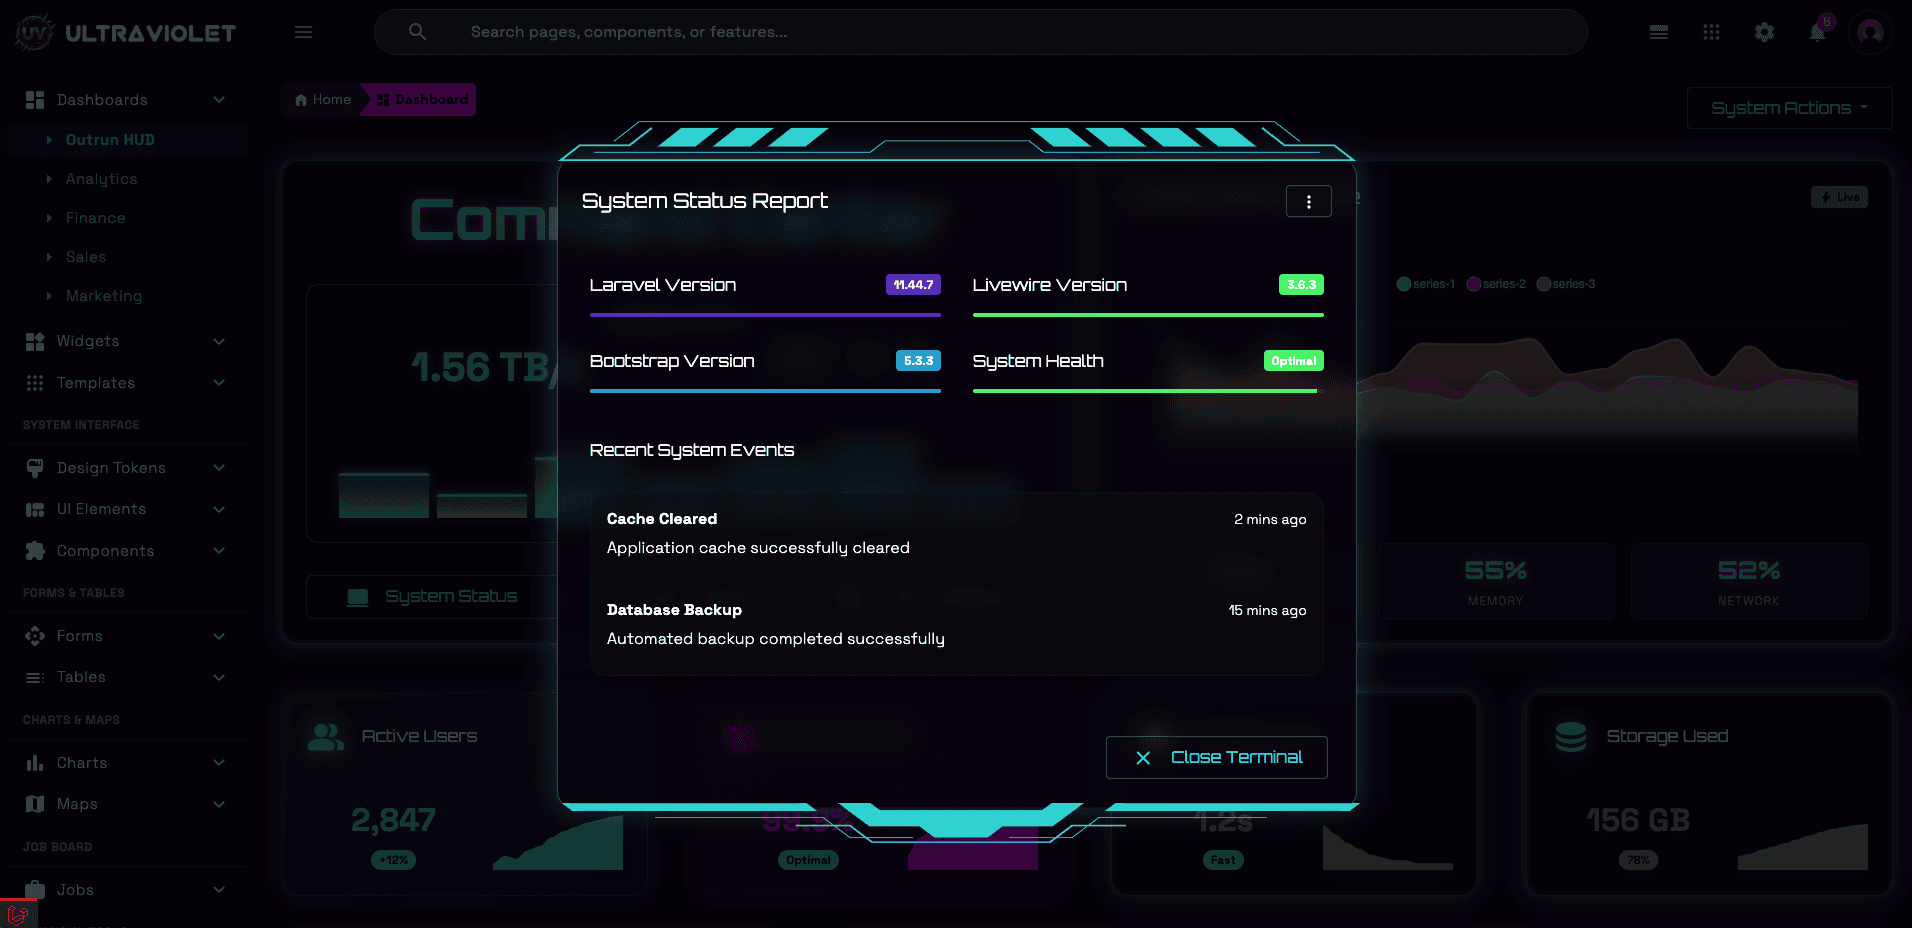 UV ULTRAVIOLET
Search pages, components, or features...
5
Dashboards
Outrun HUD
Analytics
Finance
Sales
Marketing
Widgets
Templates
SYSTEM INTERFACE
Design Tokens
UI Elements
Components
FORMS & TABLES
Forms
Tables
CHARTS & MAPS
Charts
Maps
JOB BOARD
Jobs
Home
Dashboard
System Actions
1.56 TB/
System Status
Live
series-1 series-2 series-3
55%
MEMORY
52%
NETWORK
System Status Report
Laravel Version 11.44.7
Livewire Version 3.6.3
Bootstrap Version 5.3.3
System Health Optimal
Recent System Events
Cache Cleared 2 mins ago
Application cache successfully cleared
Database Backup 15 mins ago
Automated backup completed successfully
Close Terminal
Active Users
2,847
+12%
99.9%
Optimal
1.2s
Fast
Storage Used
156 GB
78%